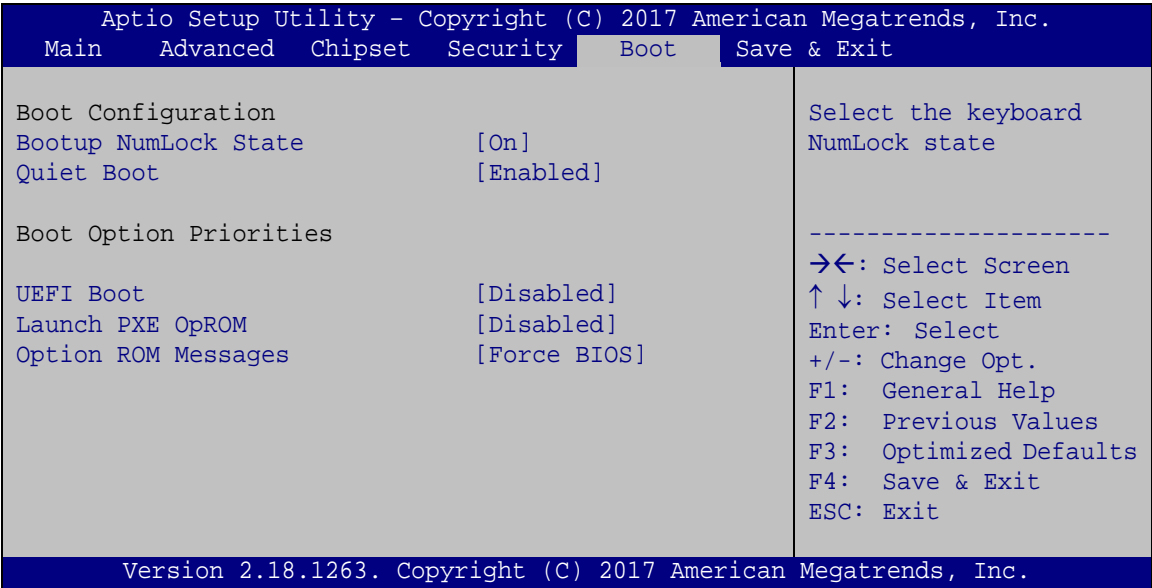 Aptio Setup Utility – Copyright (C) 2017 American Megatrends, Inc.
Main Advanced Chipset Security Boot Save & Exit
Boot Configuration
Bootup NumLock State [On]
Quiet Boot [Enabled]
Boot Option Priorities
UEFI Boot [Disabled]
Launch PXE OpROM [Disabled]
Option ROM Messages [Force BIOS]
Select the keyboard
NumLock state
---------------------
→←: Select Screen
↑ ↓: Select Item
Enter: Select
+/-: Change Opt.
F1: General Help
F2: Previous Values
F3: Optimized Defaults
F4: Save & Exit
ESC: Exit
Version 2.18.1263. Copyright (C) 2017 American Megatrends, Inc.